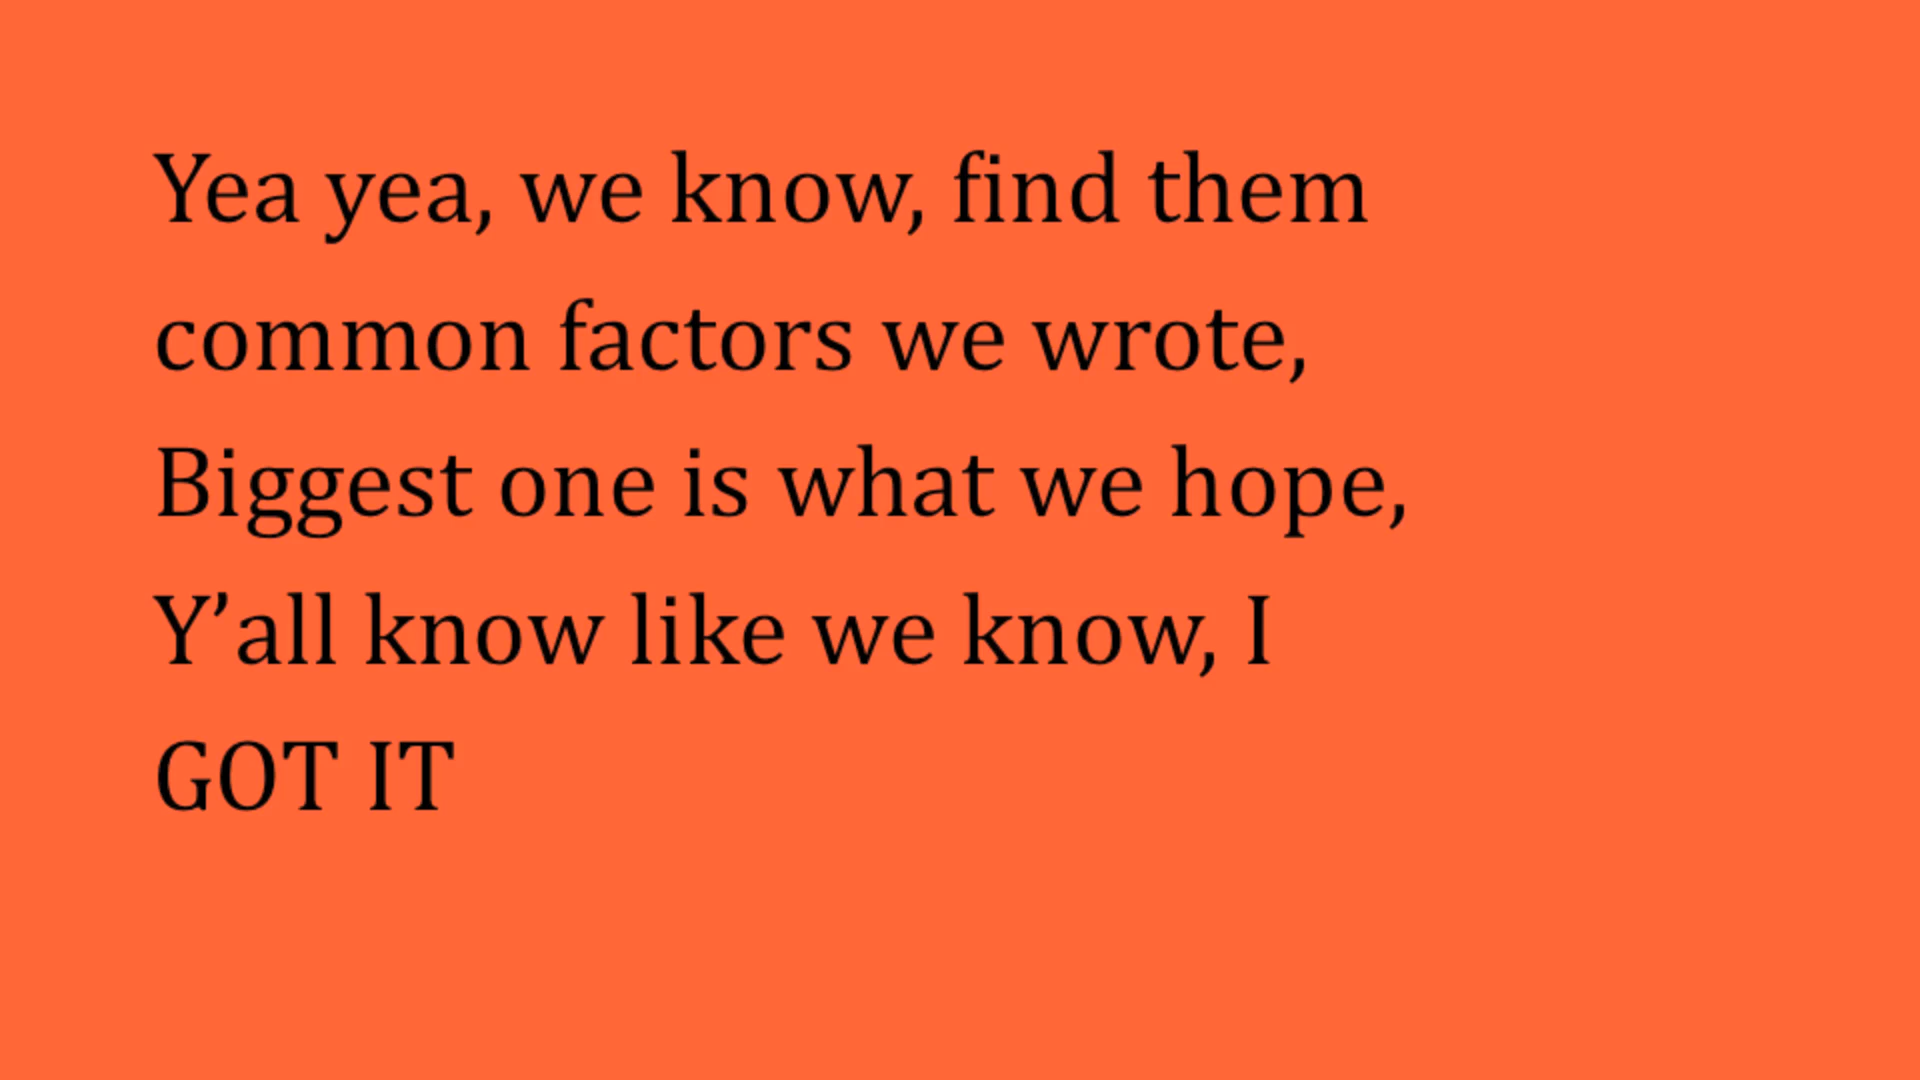 Yea yea, we know, find them
common factors we wrote,
Biggest one is what we hope,
Y’all know like we know, I
GOT IT